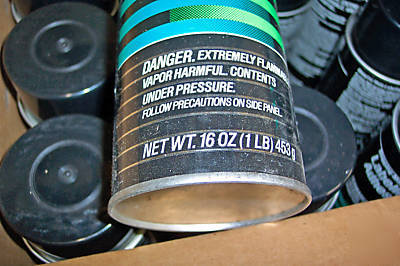 DANGER. EXTREMELY FLAMMABLE
VAPOR HARMFUL. CONTENTS
UNDER PRESSURE.
FOLLOW PRECAUTIONS ON SIDE PANEL.
NET WT. 16 OZ (1 LB) 453 g